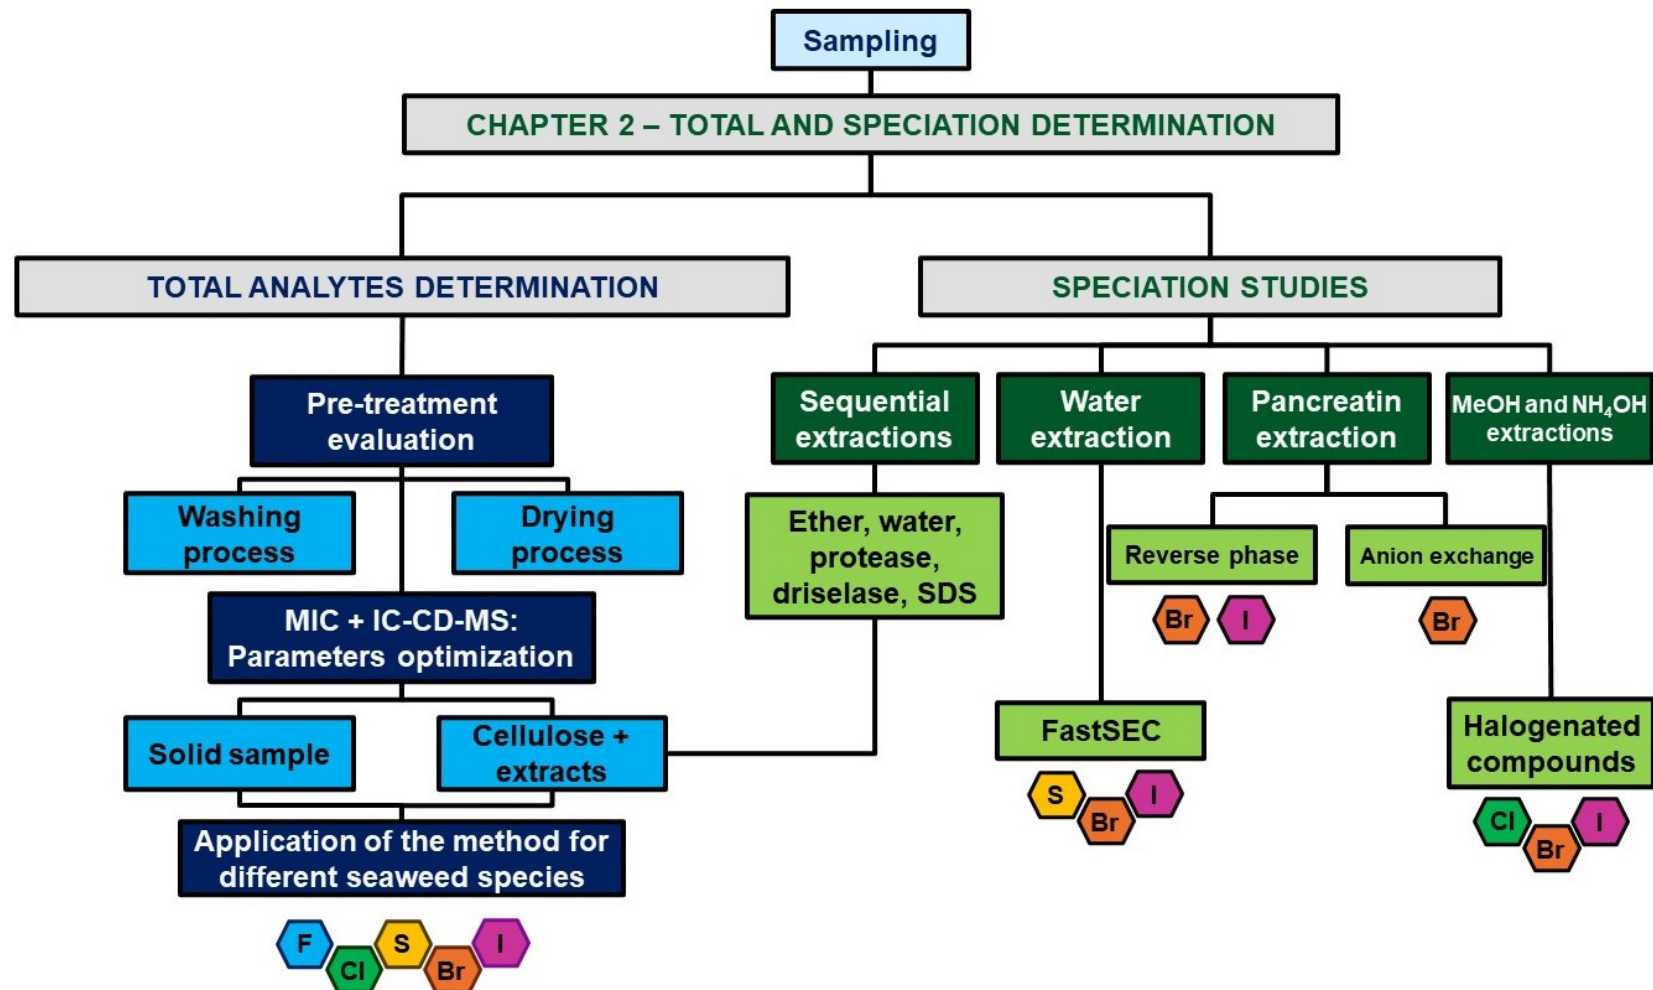 Sampling
CHAPTER 2 – TOTAL AND SPECIATION DETERMINATION
TOTAL ANALYTES DETERMINATION
Pre-treatment
evaluation
Washing
process
Drying
process
MIC + IC-CD-MS:
Parameters optimization
Solid sample
Cellulose +
extracts
Application of the method for
different seaweed species
F
Cl
S
Br
I
SPECIATION STUDIES
Sequential
extractions
Ether, water,
protease,
driselase, SDS
Water
extraction
FastSEC
S
Br
I
Pancreatin
extraction
Reverse phase
Br
I
Anion exchange
Br
MeOH and NH₄OH
extractions
Halogenated
compounds
Cl
Br
I